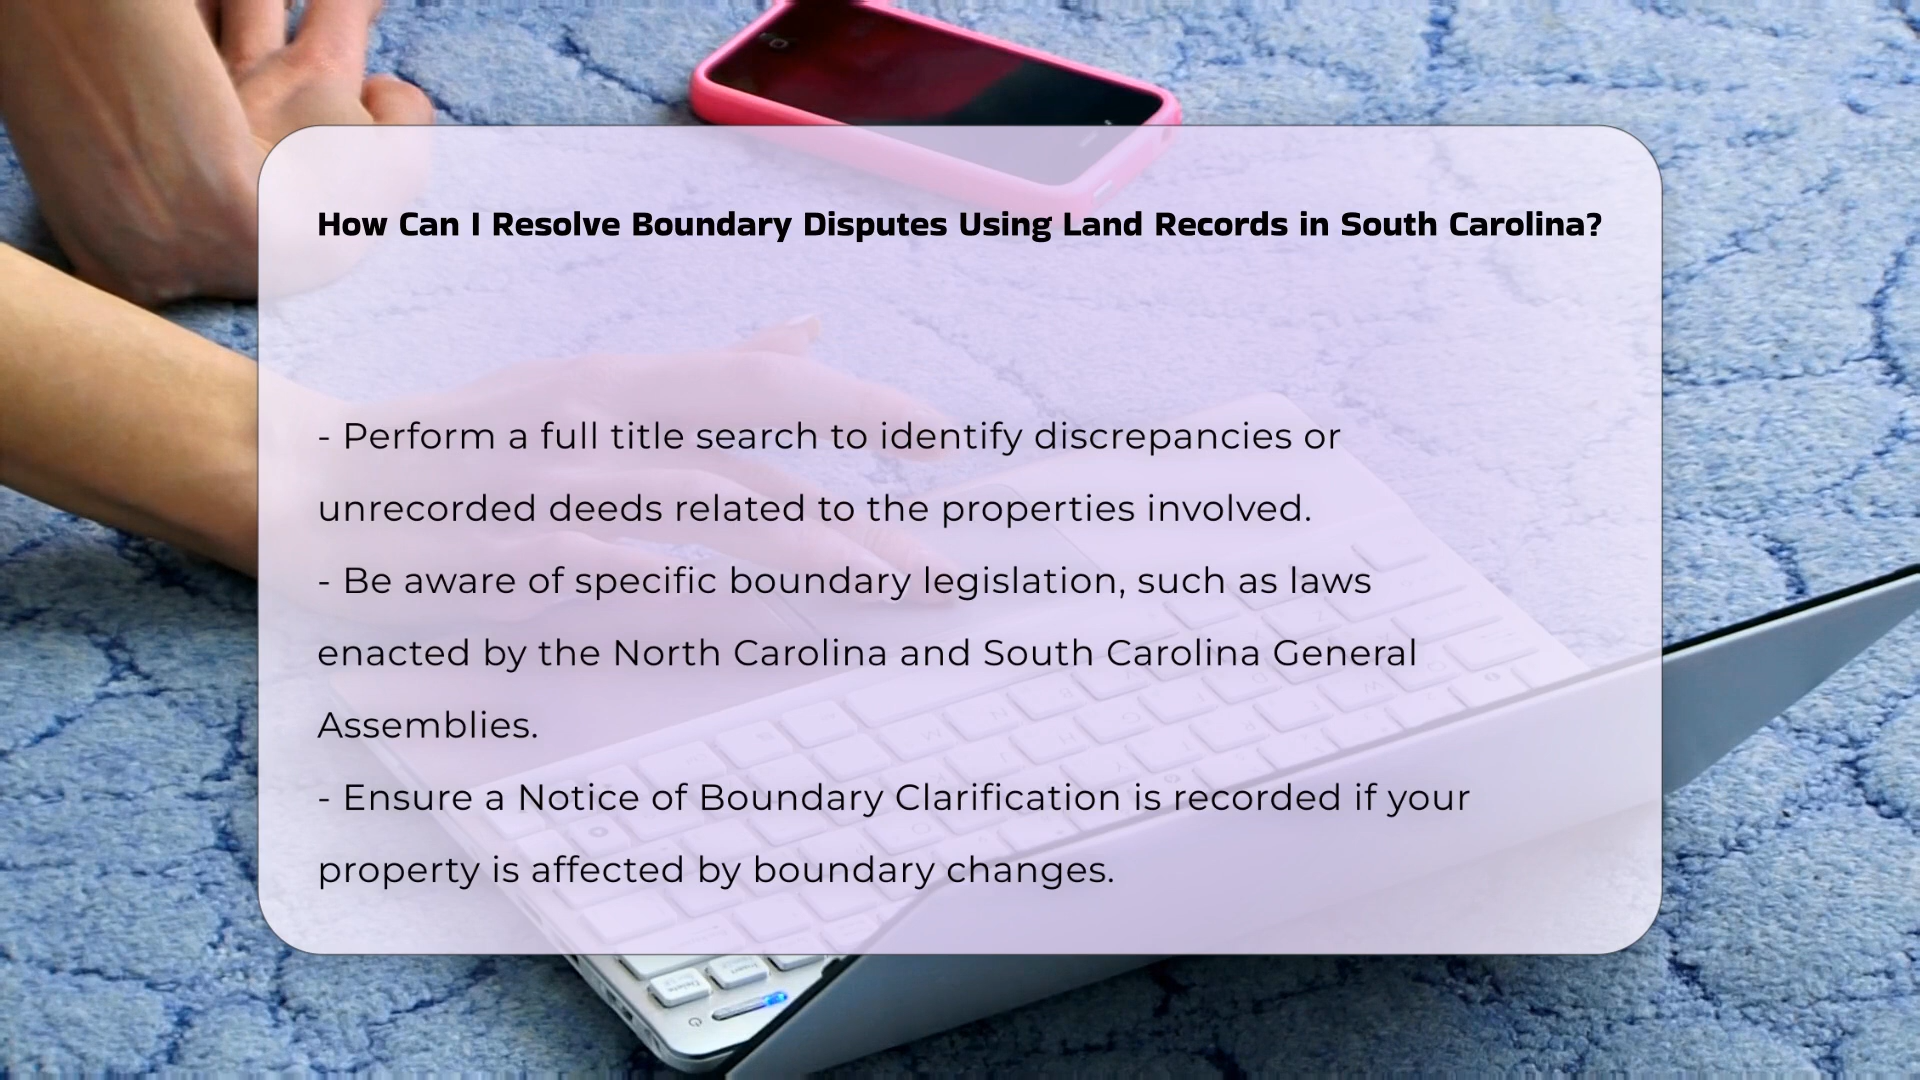 How Can I Resolve Boundary Disputes Using Land Records in South Carolina?
- Perform a full title search to identify discrepancies or
unrecorded deeds related to the properties involved.
- Be aware of specific boundary legislation, such as laws
enacted by the North Carolina and South Carolina General
Assemblies.
- Ensure a Notice of Boundary Clarification is recorded if your
property is affected by boundary changes.